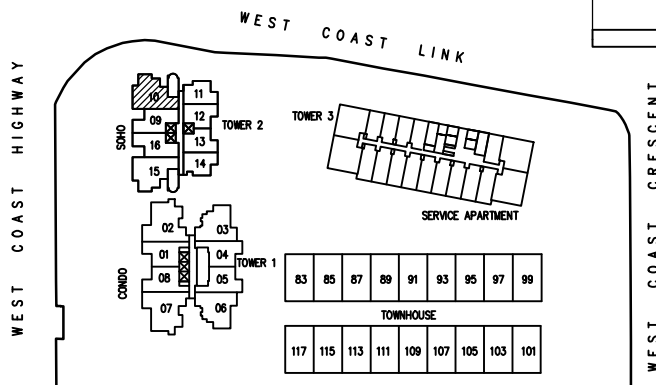 WEST COAST LINK
WEST COAST HIGHWAY
WEST COAST CRESCENT
10
11
09
12
16
13
15
14
SOHO
TOWER 2
TOWER 3
SERVICE APARTMENT
02
03
01
04
08
05
07
06
CONDO
TOWER 1
83 85 87 89 91 93 95 97 99
TOWNHOUSE
117 115 113 111 109 107 105 103 101